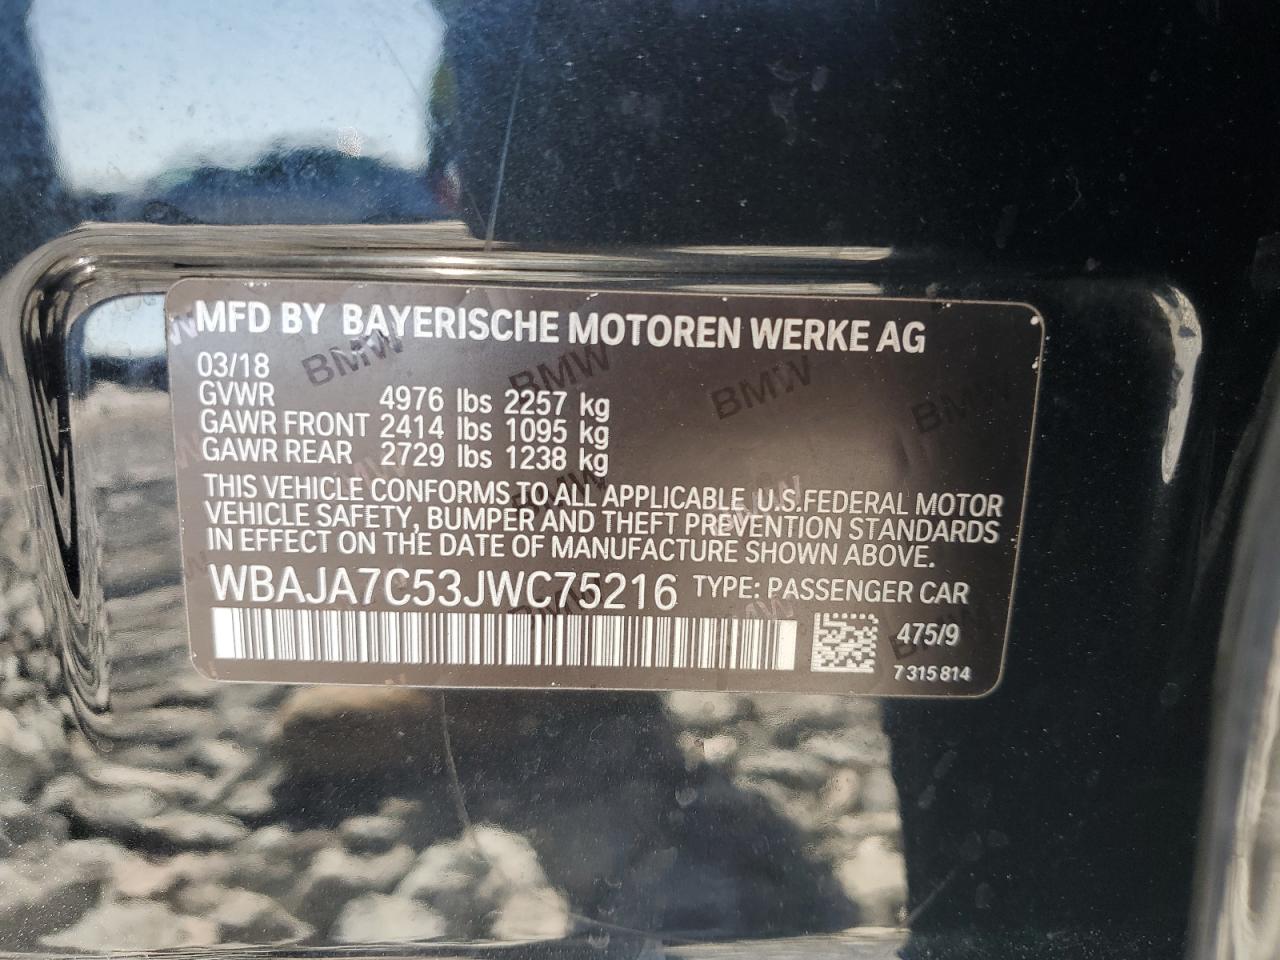 MFD BY BAYERISCHE MOTOREN WERKE AG
03/18
GVWR 4976 lbs 2257 kg
GAWR FRONT 2414 lbs 1095 kg
GAWR REAR 2729 lbs 1238 kg
THIS VEHICLE CONFORMS TO ALL APPLICABLE U.S.FEDERAL MOTOR
VEHICLE SAFETY, BUMPER AND THEFT PREVENTION STANDARDS
IN EFFECT ON THE DATE OF MANUFACTURE SHOWN ABOVE.
WBAJA7C53JWC75216 TYPE: PASSENGER CAR
475/9
7 315 814
BMW BMW BMW BMW